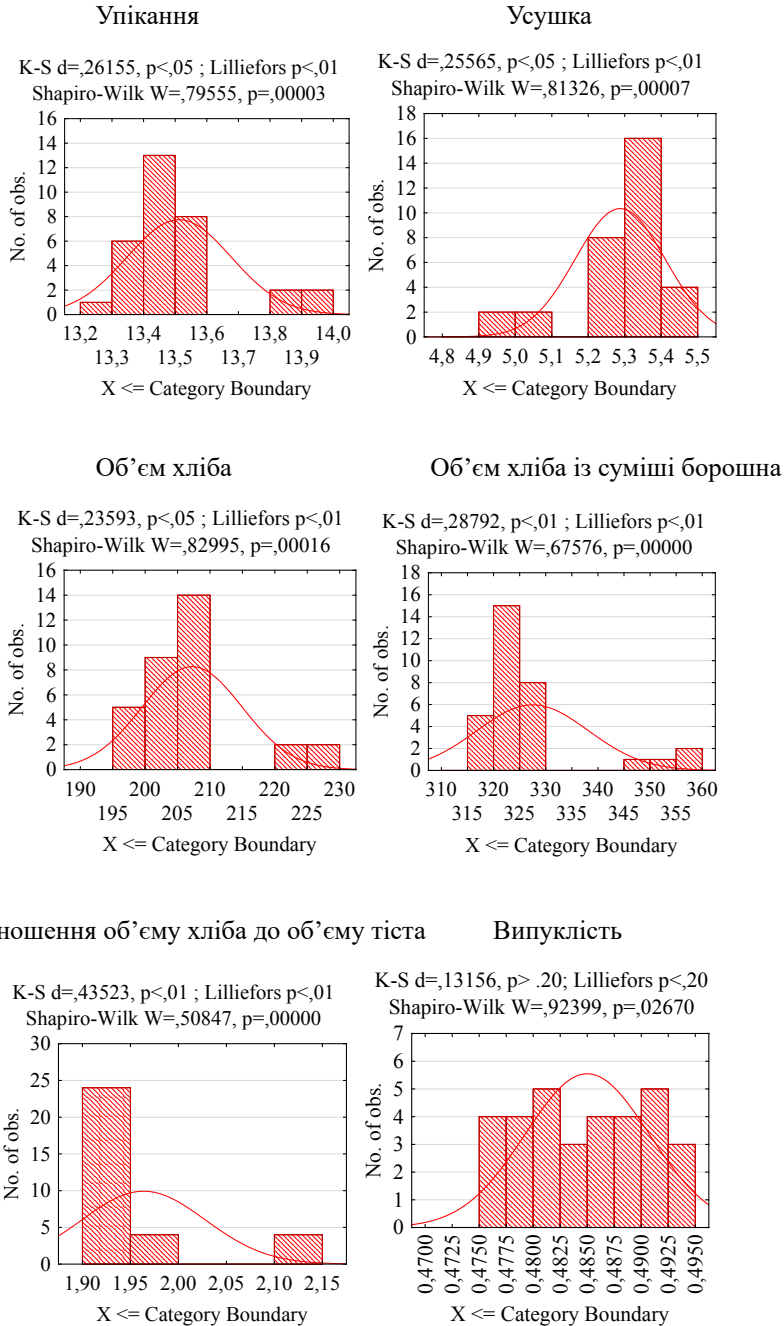 Упікання
K-S d=,26155, p<,05 ; Lilliefors p<,01
Shapiro-Wilk W=,79555, p=,00003
16
14
12
10
8
6
4
2
0
No. of obs.
13,2 13,4 13,6 13,8 14,0
13,3 13,5 13,7 13,9
X <= Category Boundary
Усушка
K-S d=,25565, p<,05 ; Lilliefors p<,01
Shapiro-Wilk W=,81326, p=,00007
18
16
14
12
10
8
6
4
2
0
No. of obs.
4,8 4,9 5,0 5,1 5,2 5,3 5,4 5,5
X <= Category Boundary
Об’єм хліба
K-S d=,23593, p<,05 ; Lilliefors p<,01
Shapiro-Wilk W=,82995, p=,00016
16
14
12
10
8
6
4
2
0
No. of obs.
190 200 210 220 230
195 205 215 225
X <= Category Boundary
Об’єм хліба із суміші борошна
K-S d=,28792, p<,01 ; Lilliefors p<,01
Shapiro-Wilk W=,67576, p=,00000
18
16
14
12
10
8
6
4
2
0
No. of obs.
310 320 330 340 350 360
315 325 335 345 355
X <= Category Boundary
ношення об’єму хліба до об’єму тіста
K-S d=,43523, p<,01 ; Lilliefors p<,01
Shapiro-Wilk W=,50847, p=,00000
30
25
20
15
10
5
0
No. of obs.
1,90 1,95 2,00 2,05 2,10 2,15
X <= Category Boundary
Випуклість
K-S d=,13156, p> .20; Lilliefors p<,20
Shapiro-Wilk W=,92399, p=,02670
7
6
5
4
3
2
1
0
No. of obs.
0,4700
0,4725
0,4750
0,4775
0,4800
0,4825
0,4850
0,4875
0,4900
0,4925
0,4950
X <= Category Boundary